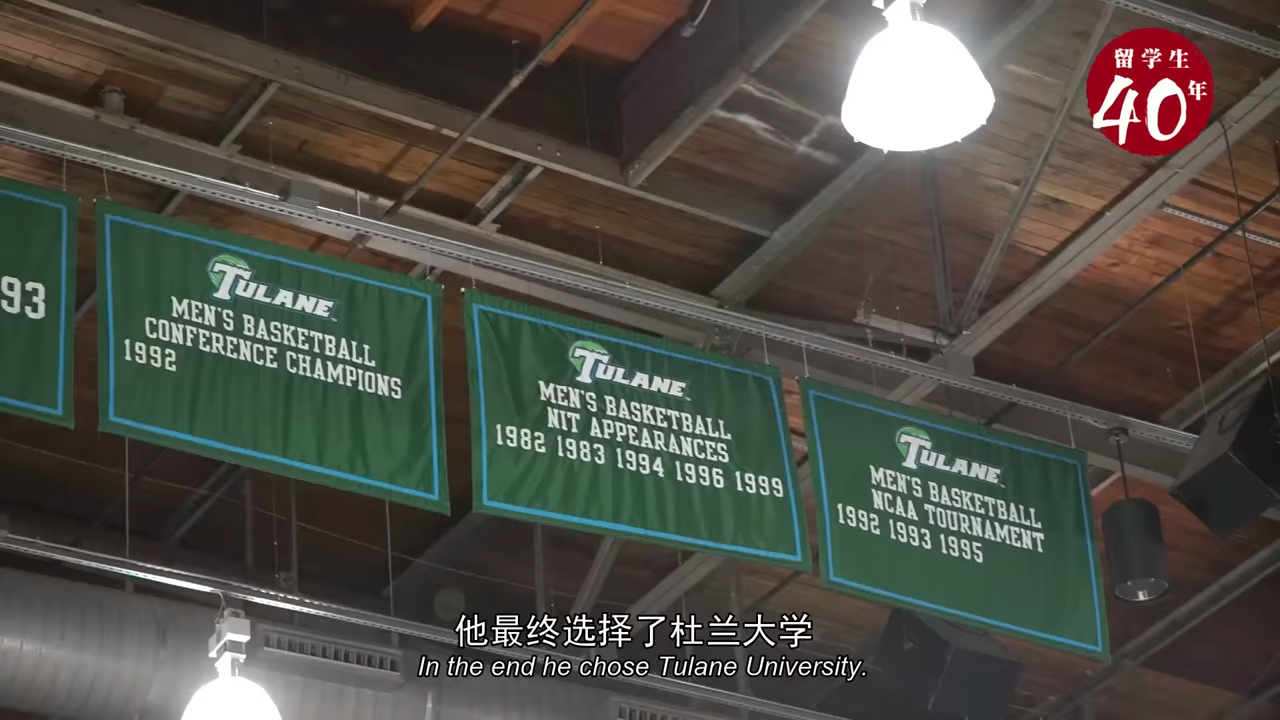 留学生
40年
93
TULANE
MEN'S BASKETBALL
CONFERENCE CHAMPIONS
1992
TULANE
MEN'S BASKETBALL
NIT APPEARANCES
1982 1983 1994 1996 1999
TULANE
MEN'S BASKETBALL
NCAA TOURNAMENT
1992 1993 1995
他最终选择了杜兰大学
In the end he chose Tulane University.